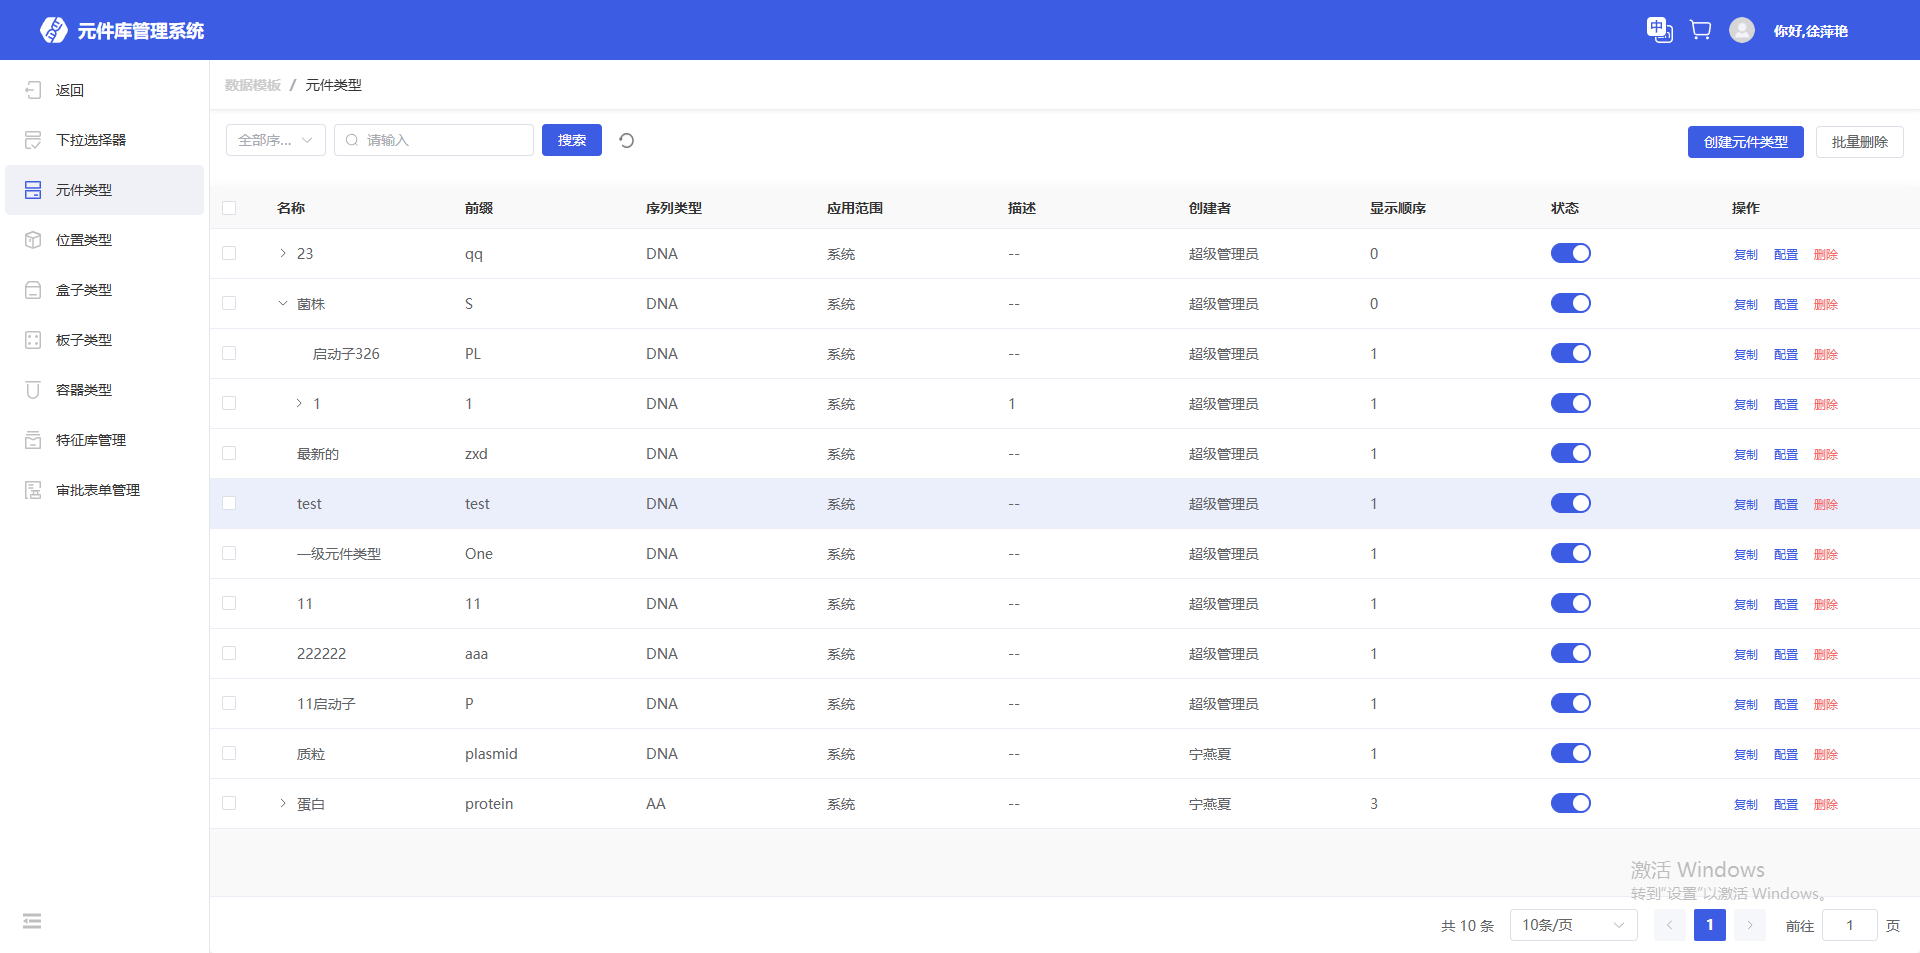 元件库管理系统
中
你好,徐萍艳
返回
下拉选择器
元件类型
位置类型
盒子类型
板子类型
容器类型
特征库管理
审批表单管理
数据模板 / 元件类型
全部序... 请输入 搜索 创建元件类型 批量删除
名称 前缀 序列类型 应用范围 描述 创建者 显示顺序 状态 操作
23 qq DNA 系统 -- 超级管理员 0 复制 配置 删除
菌株 S DNA 系统 -- 超级管理员 0 复制 配置 删除
启动子326 PL DNA 系统 -- 超级管理员 1 复制 配置 删除
1 1 DNA 系统 1 超级管理员 1 复制 配置 删除
最新的 zxd DNA 系统 -- 超级管理员 1 复制 配置 删除
test test DNA 系统 -- 超级管理员 1 复制 配置 删除
一级元件类型 One DNA 系统 -- 超级管理员 1 复制 配置 删除
11 11 DNA 系统 -- 超级管理员 1 复制 配置 删除
222222 aaa DNA 系统 -- 超级管理员 1 复制 配置 删除
11启动子 P DNA 系统 -- 超级管理员 1 复制 配置 删除
质粒 plasmid DNA 系统 -- 宁燕夏 1 复制 配置 删除
蛋白 protein AA 系统 -- 宁燕夏 3 复制 配置 删除
激活 Windows
转到"设置"以激活 Windows。
共 10 条 10条/页 1 前往 1 页